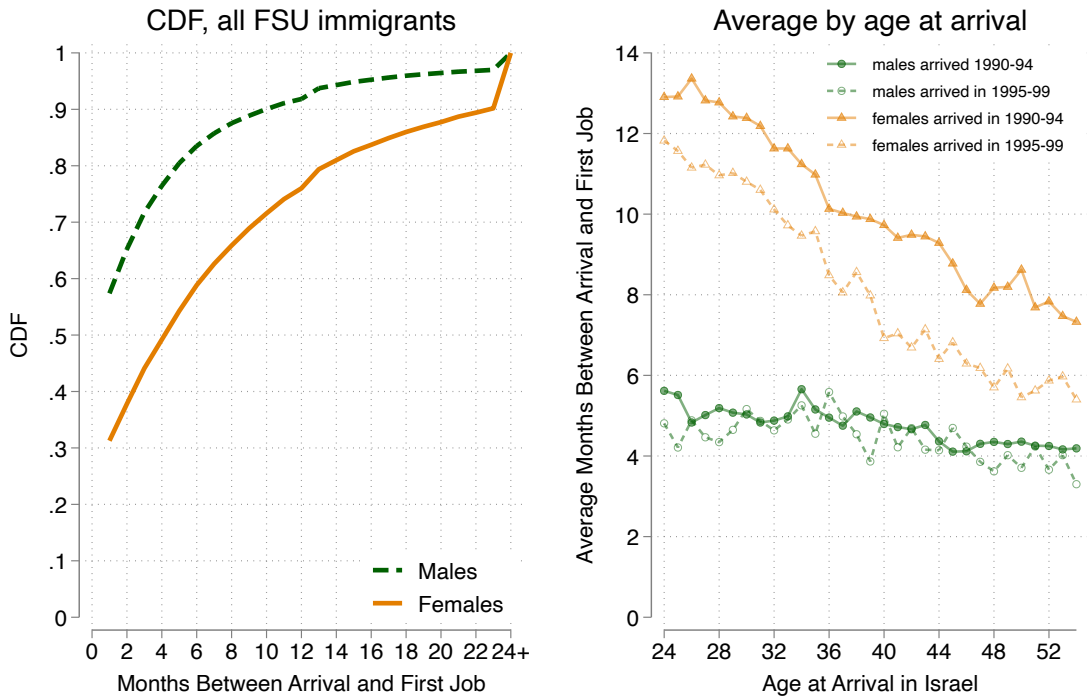 CDF, all FSU immigrants
1
.9
.8
.7
.6
.5
.4
.3
.2
.1
0
CDF
Males
Females
0 2 4 6 8 10 12 14 16 18 20 22 24+
Months Between Arrival and First Job
Average by age at arrival
14
12
10
8
6
4
2
0
Average Months Between Arrival and First Job
males arrived 1990-94
males arrived in 1995-99
females arrived in 1990-94
females arrived in 1995-99
24 28 32 36 40 44 48 52
Age at Arrival in Israel